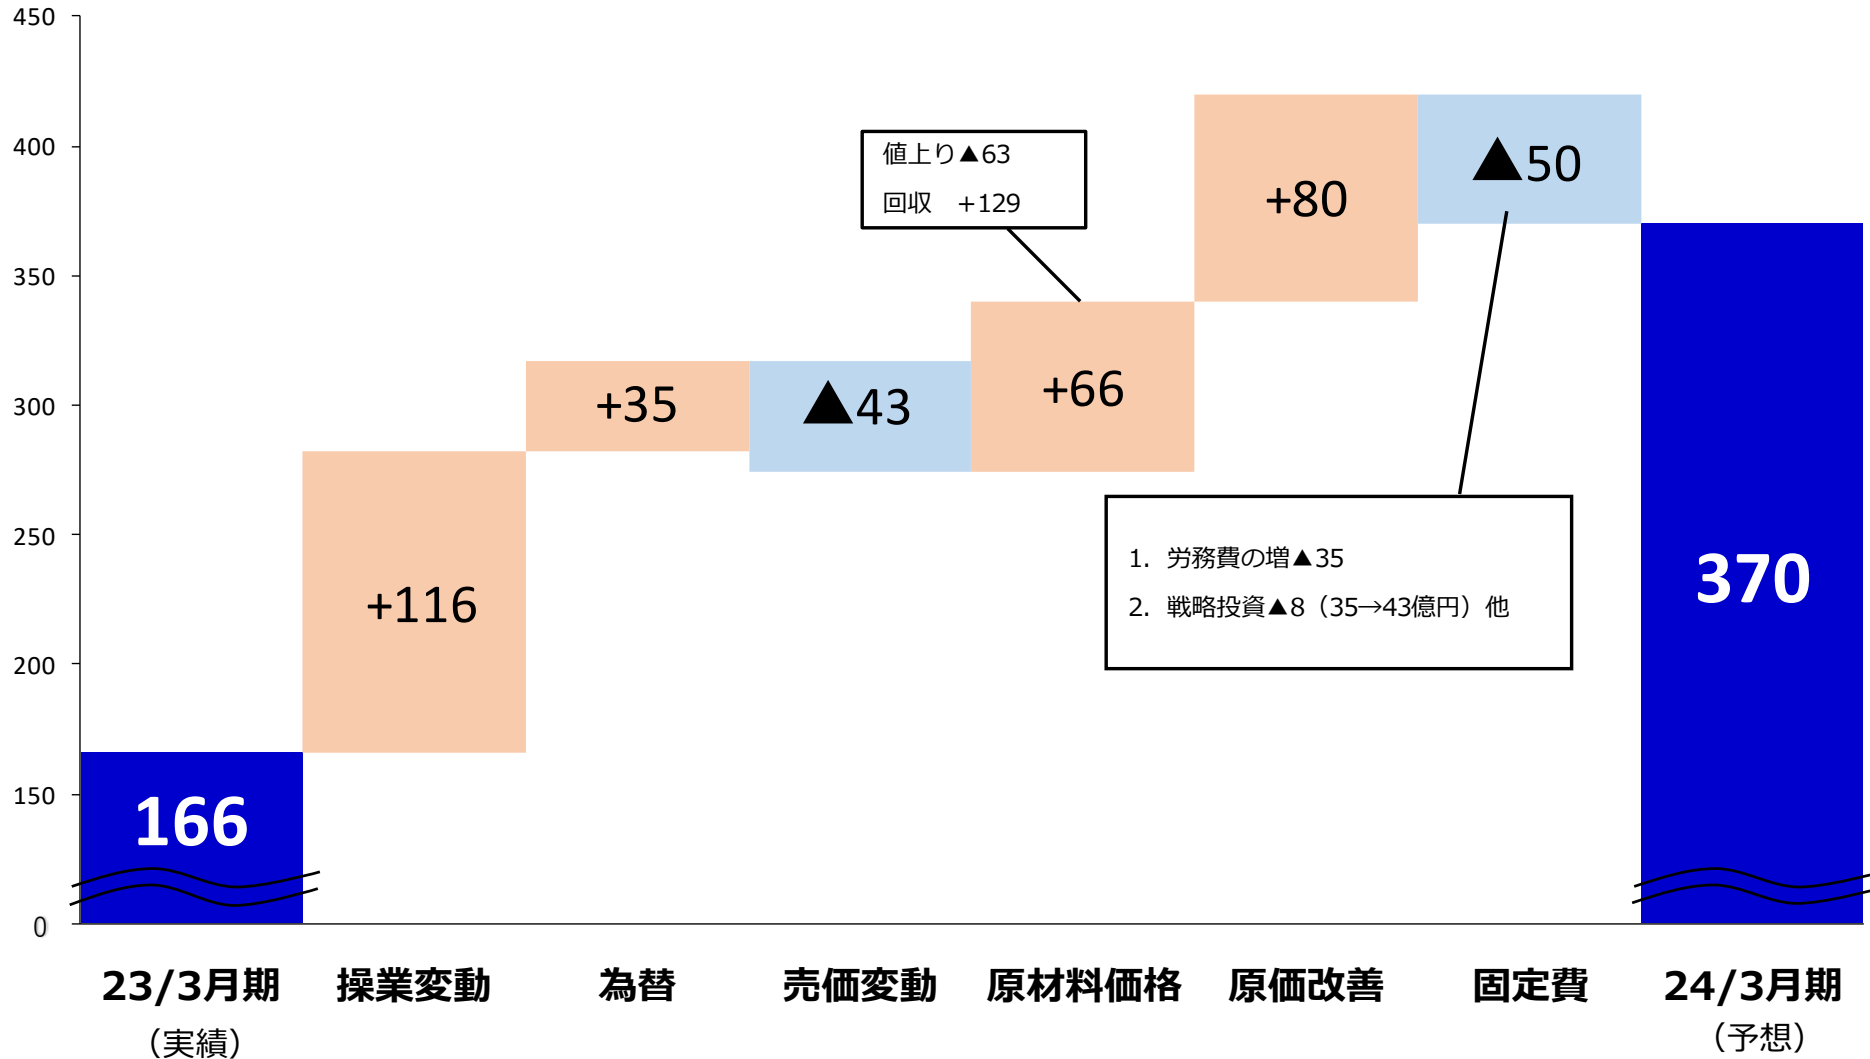 450
400
350
300
250
200
150
0
166
+116
+35
▲43
+66
+80
▲50
370
値上り▲63
回収　+129
1. 労務費の増▲35
2. 戦略投資▲8（35→43億円）他
23/3月期
（実績）
操業変動
為替
売価変動
原材料価格
原価改善
固定費
24/3月期
（予想）